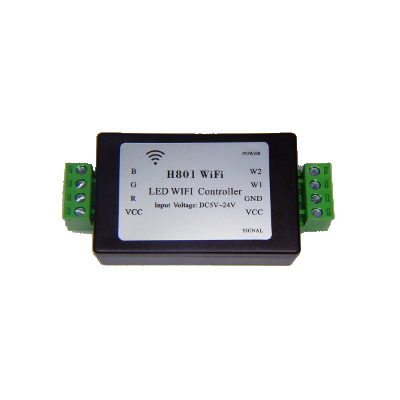 POWER
H801 WiFi
LED WIFI Controller
Input Voltage: DC5V~24V
B
G
R
VCC
W2
W1
GND
VCC
SIGNAL